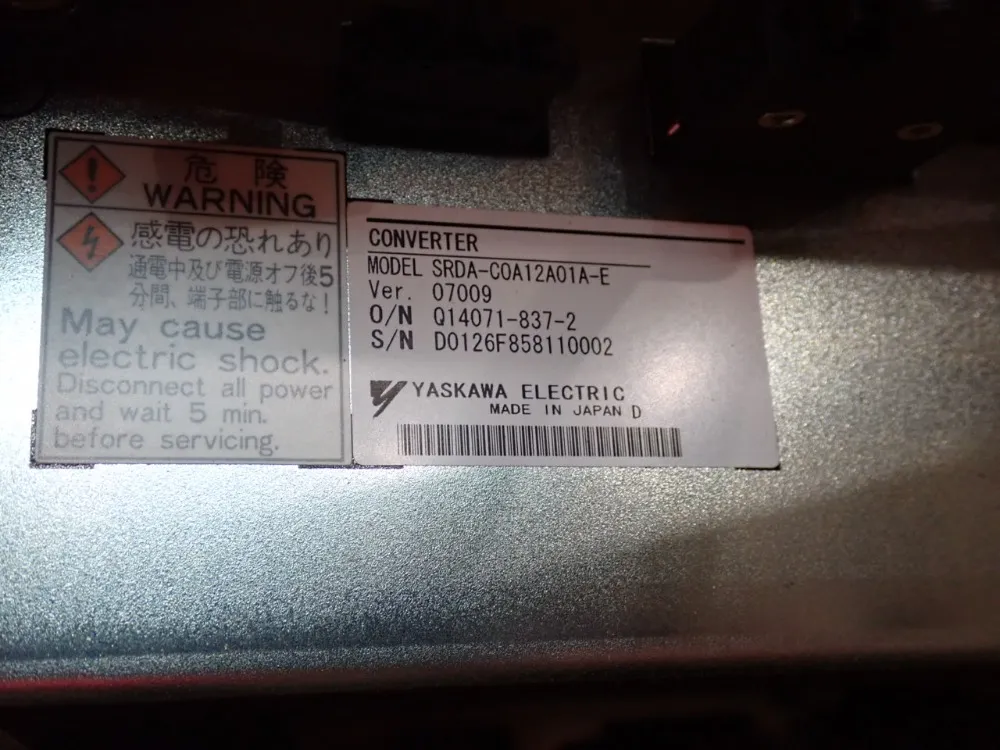 危険
WARNING
感電の恐れあり
通電中及び電源オフ後5
分間、端子部に触るな!
May cause
electric shock.
Disconnect all power
and wait 5 min.
before servicing.
CONVERTER
MODEL SRDA-COA12A01A-E
Ver. 07009
O/N Q14071-837-2
S/N D0126F858110002
YASKAWA ELECTRIC
MADE IN JAPAN D